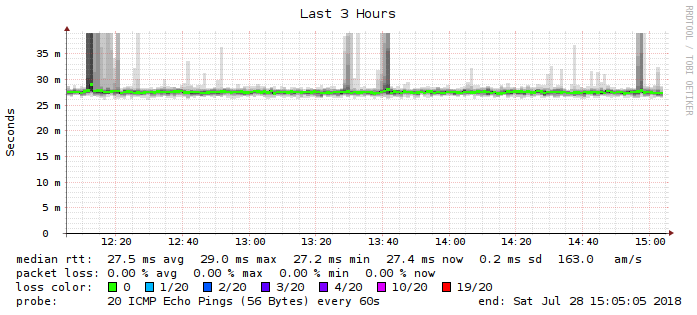 Last 3 Hours
RRDTOOL / TOBI OETIKER
Seconds
35 m
30 m
25 m
20 m
15 m
10 m
5 m
0
12:20 12:40 13:00 13:20 13:40 14:00 14:20 14:40 15:00
median rtt: 27.5 ms avg 29.0 ms max 27.2 ms min 27.4 ms now 0.2 ms sd 163.0 am/s
packet loss: 0.00 % avg 0.00 % max 0.00 % min 0.00 % now
loss color: 0 1/20 2/20 3/20 4/20 10/20 19/20
probe: 20 ICMP Echo Pings (56 Bytes) every 60s end: Sat Jul 28 15:05:05 2018